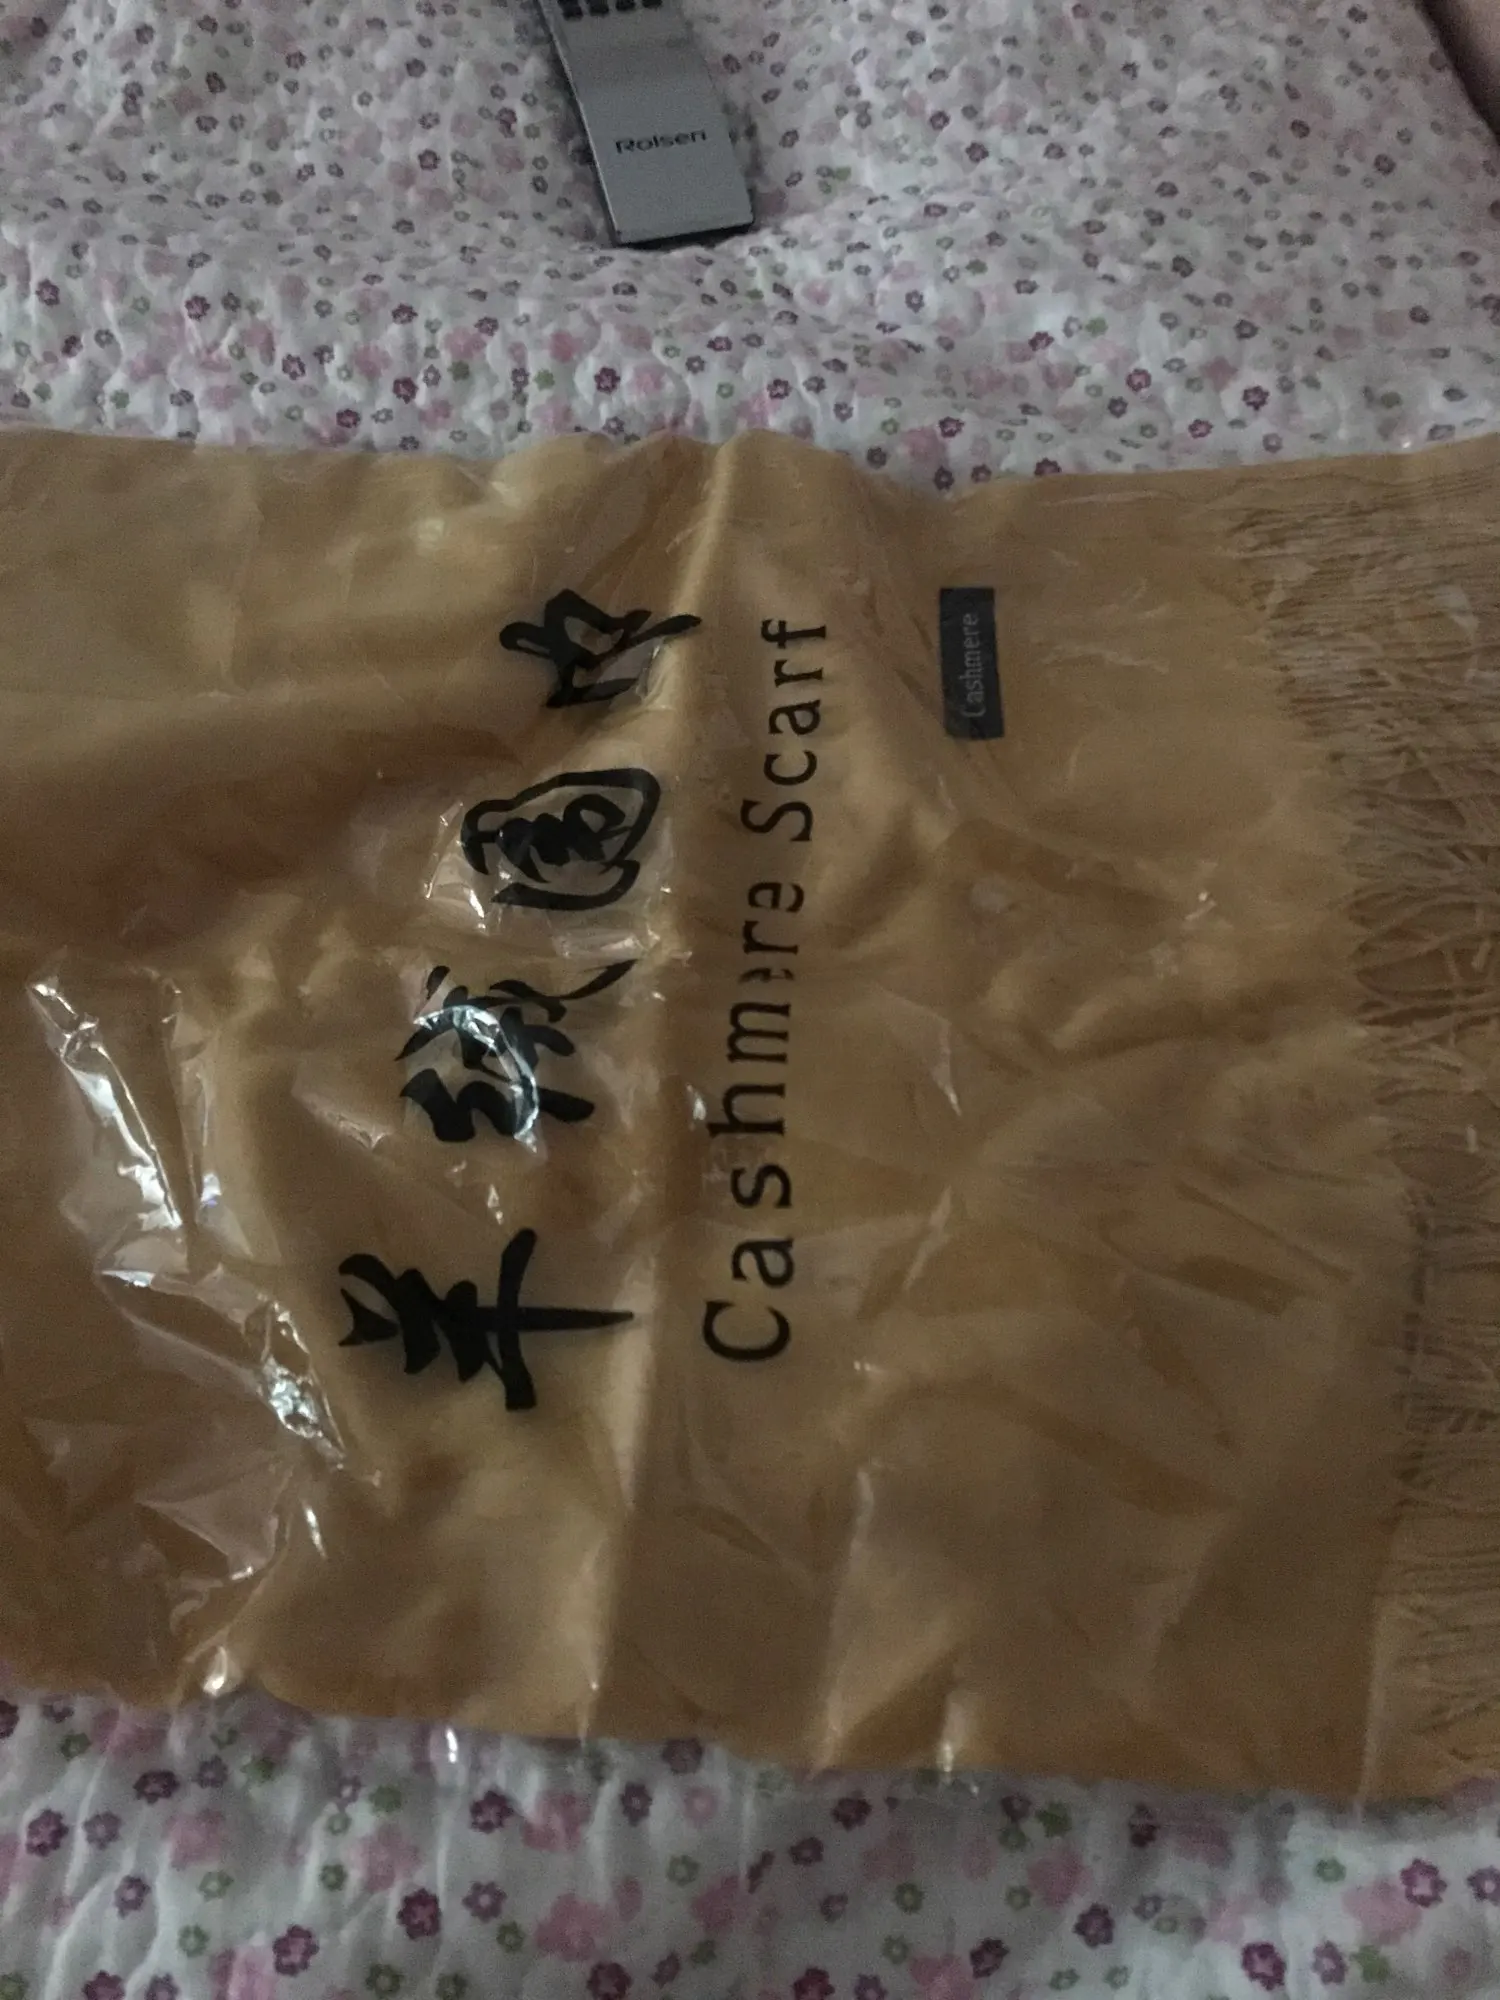 Rolsen
羊绒围巾
Cashmere Scarf
Cashmere